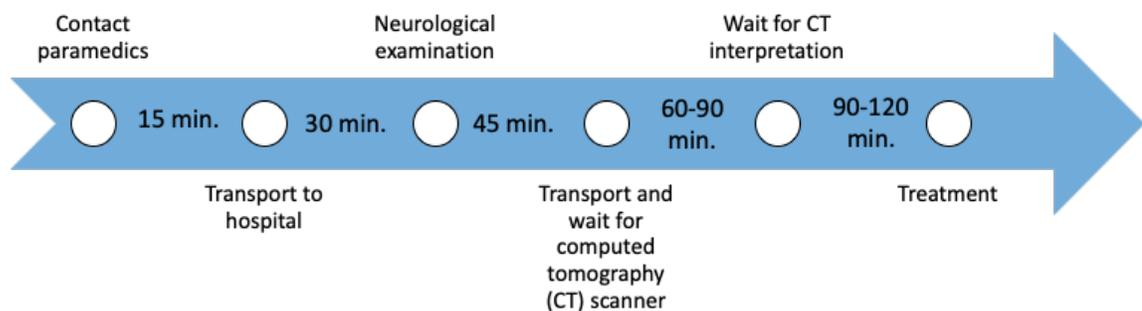 Contact
paramedics
Neurological
examination
Wait for CT
interpretation
15 min.
30 min.
45 min.
60-90
min.
90-120
min.
Transport to
hospital
Transport and
wait for
computed
tomography
(CT) scanner
Treatment